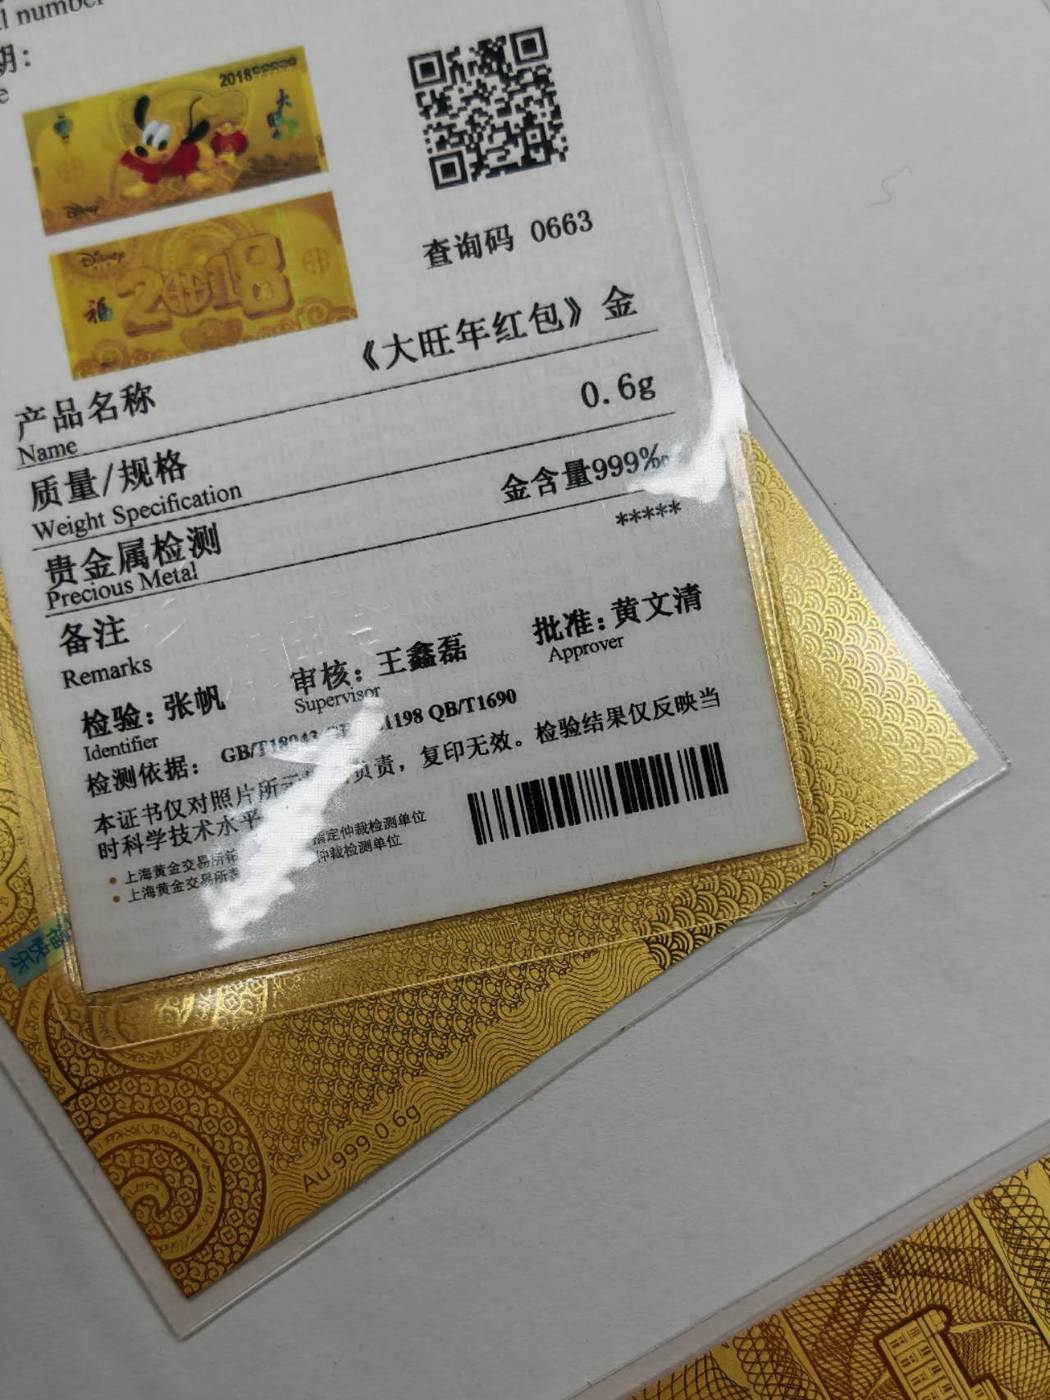 l number
期：
e
2018
大
Disney
Disney
2018
福
查询码 0663
《大旺年红包》金
产品名称
Name
0.6g
质量/规格
Weight Specification
金含量999‰
贵金属检测
Precious Metal
*****
备注
Remarks
检验：张帆 审核：王鑫磊 批准：黄文清
Identifier Supervisor Approver
检测依据： GB/T18043 1198 QB/T1690
本证书仅对照片所示 负责，复印无效。检验结果仅反映当
时科学技术水平
• 上海黄金交易所 指定仲裁检测单位
• 上海黄金交易所 仲裁检测单位
福 快乐
Au 999 0.6g